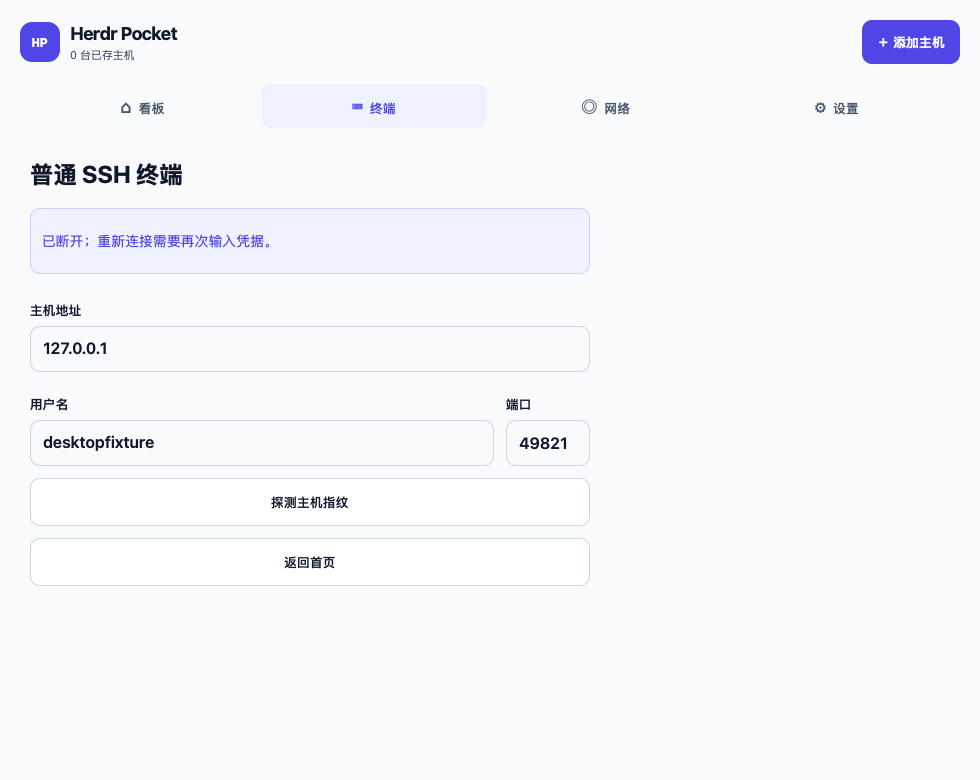 HP
Herdr Pocket
0 台已存主机
+ 添加主机
看板
终端
网络
设置
普通 SSH 终端
已断开；重新连接需要再次输入凭据。
主机地址
127.0.0.1
用户名
端口
desktopfixture
49821
探测主机指纹
返回首页